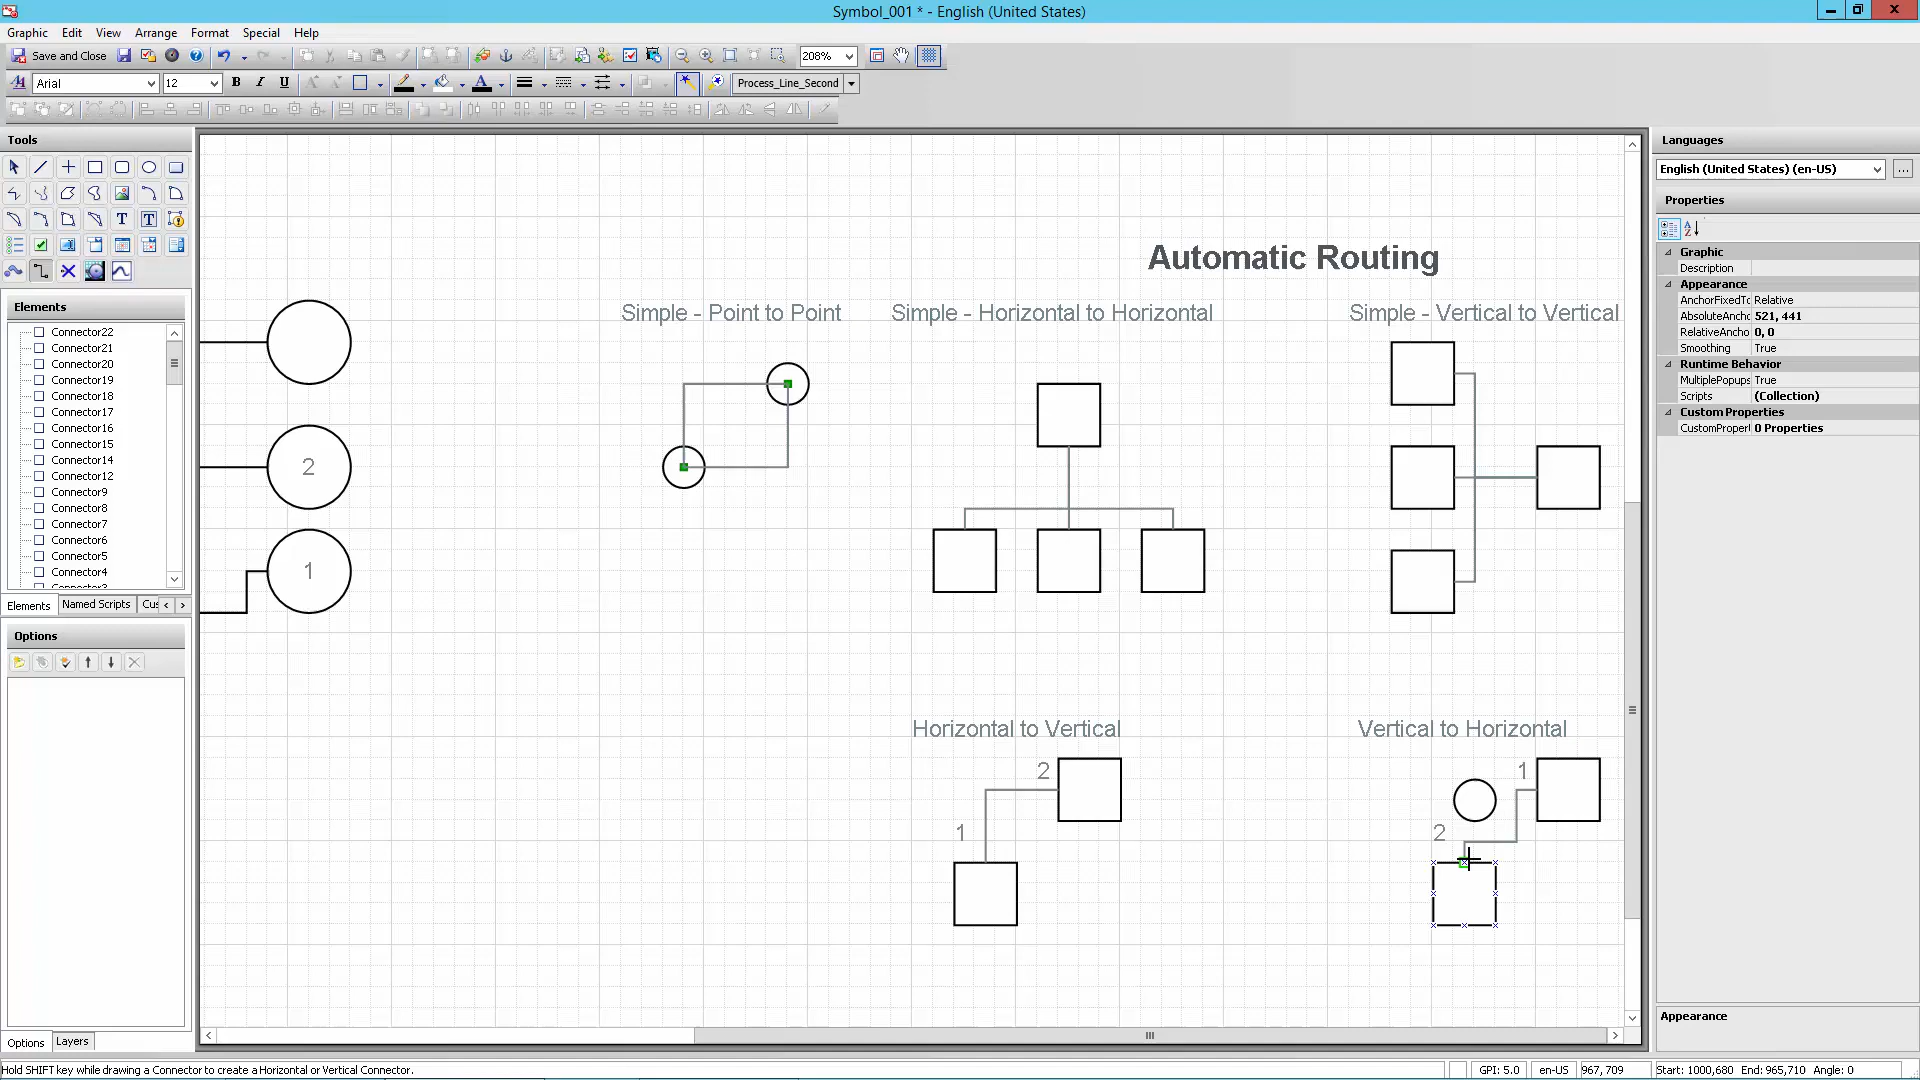 Symbol_001 * - English (United States)
Graphic Edit View Arrange Format Special Help
Save and Close 208%
Arial 12 B I U Process_Line_Second
Tools
T T
Elements
Connector22
Connector21
Connector20
Connector19
Connector18
Connector17
Connector16
Connector15
Connector14
Connector12
Connector9
Connector8
Connector7
Connector6
Connector5
Connector4
Elements Named Scripts Cus
Options
Options Layers
2
1
Automatic Routing
Simple - Point to Point Simple - Horizontal to Horizontal Simple - Vertical to Vertical
Horizontal to Vertical Vertical to Horizontal
2 1
1 2
Languages
English (United States) (en-US) ...
Properties
Graphic
Description
Appearance
AnchorFixedTo Relative
AbsoluteAncho 521, 441
RelativeAncho 0, 0
Smoothing True
Runtime Behavior
MultiplePopups True
Scripts (Collection)
Custom Properties
CustomPropert 0 Properties
Appearance
Hold SHIFT key while drawing a Connector to create a Horizontal or Vertical Connector. GPI: 5.0 en-US 967, 709 Start: 1000,680 End: 965,710 Angle: 0